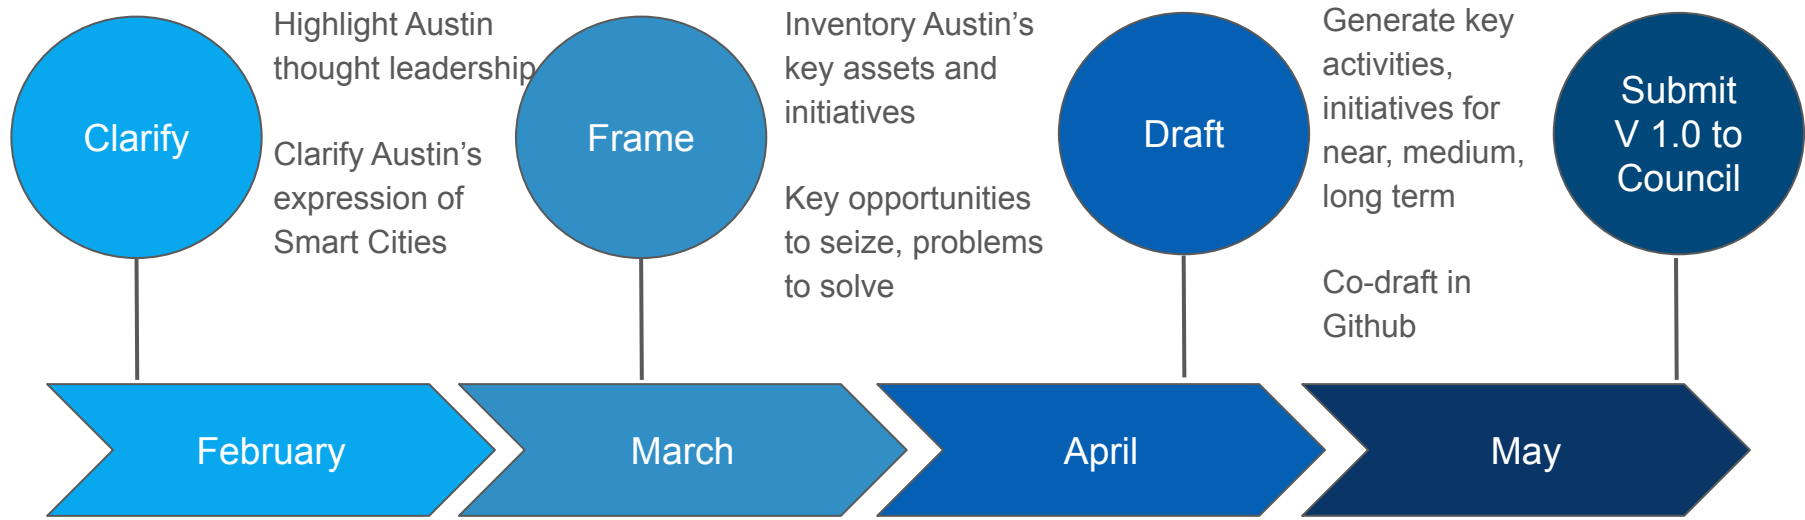 Clarify
Highlight Austin
thought leadership
Clarify Austin’s
expression of
Smart Cities
Frame
Inventory Austin’s
key assets and
initiatives
Key opportunities
to seize, problems
to solve
Draft
Generate key
activities,
initiatives for
near, medium,
long term
Co-draft in
Github
Submit
V 1.0 to
Council
February
March
April
May